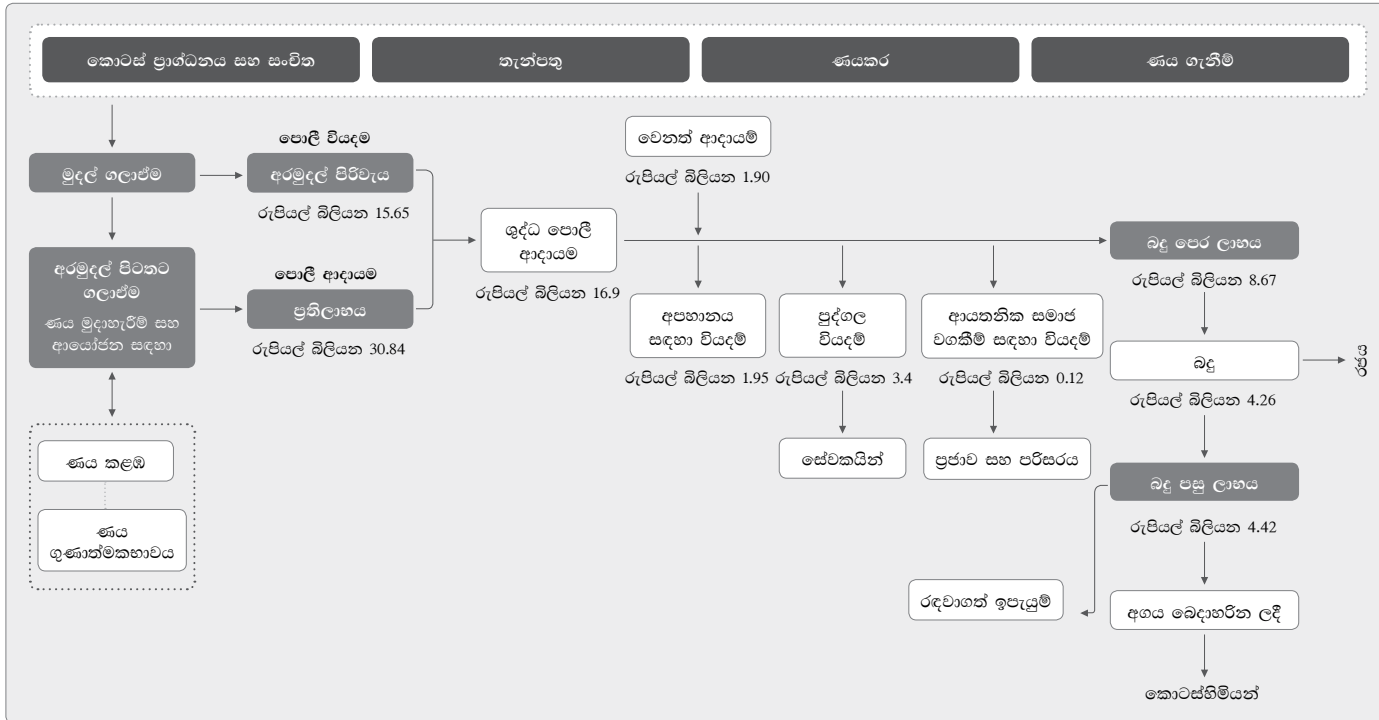 කොටස් ප්‍රාග්ධනය සහ සංචිත
තැන්පතු
ණයකර
ණය ගැනීම්
මුදල් ගලාඒම
පොලී වියදම
අරමුදල් පිරිවැය
රුපියල් බිලියන 15.65
අරමුදල් පිටතට
ගලාඒම
ණය මුදාහැරීම් සහ
ආයෝජන සඳහා
පොලී ආදායම
ප්‍රතිලාභය
රුපියල් බිලියන 30.84
ණය කළඹ
ණය
ගුණාත්මකභාවය
ශුද්ධ පොලී
ආදායම
රුපියල් බිලියන 16.9
වෙනත් ආදායම්
රුපියල් බිලියන 1.90
අපහානය
සඳහා වියදම්
රුපියල් බිලියන 1.95
පුද්ගල
වියදම්
රුපියල් බිලියන 3.4
සේවකයින්
ආයතනික සමාජ
වගකීම් සඳහා වියදම්
රුපියල් බිලියන 0.12
ප්‍රජාව සහ පරිසරය
බදු පෙර ලාභය
රුපියල් බිලියන 8.67
බදු
රජය
රුපියල් බිලියන 4.26
බදු පසු ලාභය
රුපියල් බිලියන 4.42
රඳවාගත් ඉපැයුම්
අගය බෙදාහරින ලදී
කොටස්හිමියන්